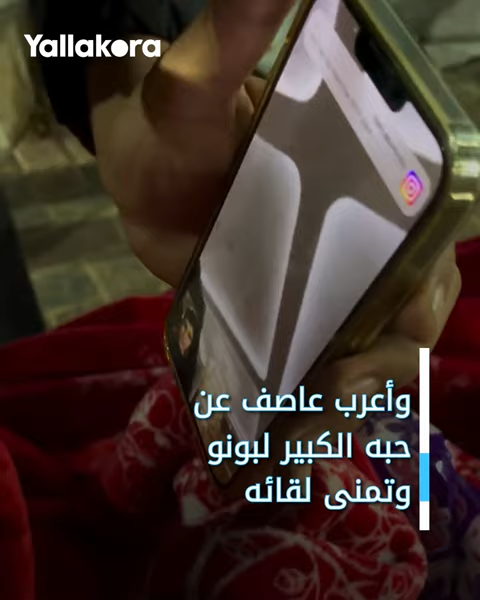 Yallakora
وأعرب عاصف عن
حبه الكبير لبونو
وتمنى لقائه